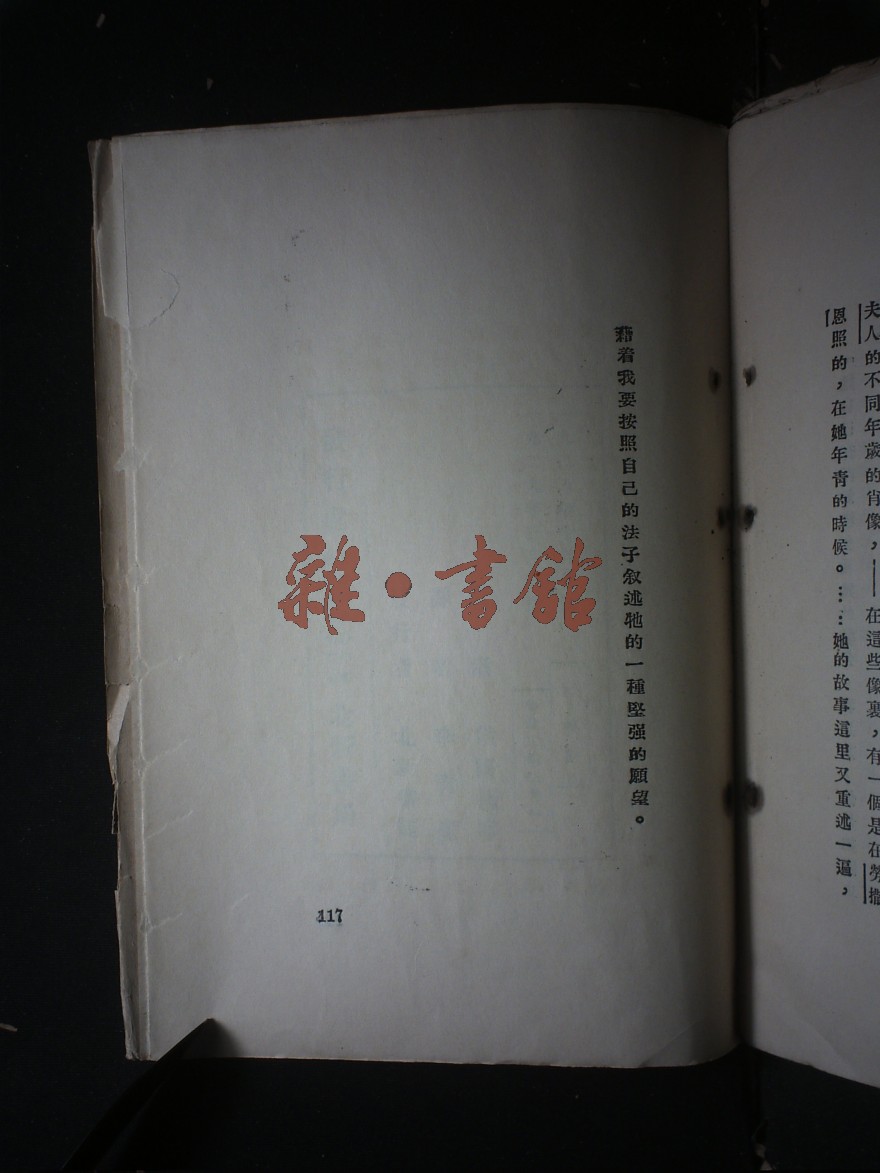 夫人的不同年歲的肖像，——在這些像裏，有一個是在勞
「恩照的，在她年青的時候。……她的故事這里又重述一遍，
着我要按照自己的法子叙述牠的一種堅强的願望。
117
雜·書館